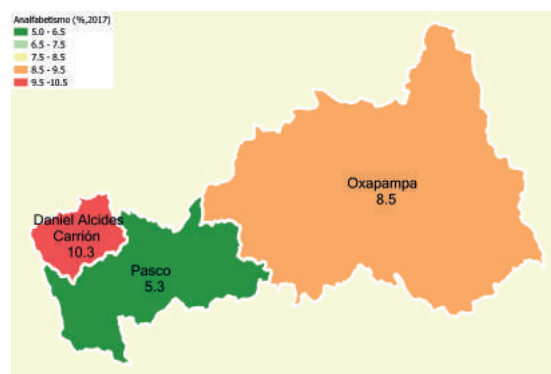 Analfabetismo (%,2017)
5.0 - 6.5
6.5 - 7.5
7.5 - 8.5
8.5 - 9.5
9.5 -10.5
Oxapampa
8.5
Daniel Alcides
Carrión
10.3
Pasco
5.3